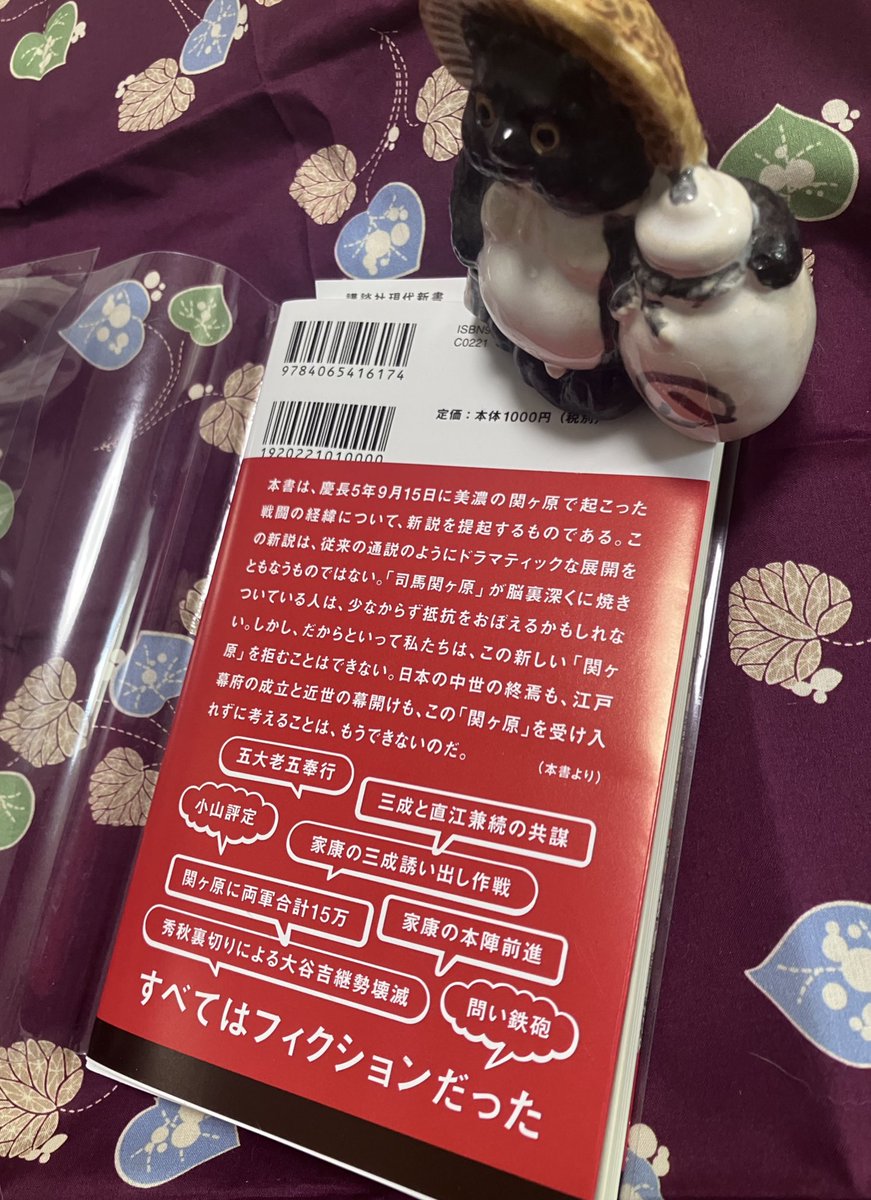 講談社現代新書
ISBN9
C0221
9784065416174
定価:本体1000円(税別)
1920221010000
本書は、慶長5年9月15日に美濃の関ヶ原で起こった
戦闘の経緯について、新説を提起するものである。こ
の新説は、従来の通説のようにドラマティックな展開を
ともなうものではない。「司馬関ヶ原」が脳裏深くに焼き
ついている人は、少なからず抵抗をおぼえるかもしれな
い。しかし、だからといって私たちは、この新しい「関ヶ
原」を拒むことはできない。日本の中世の終焉も、江戸
幕府の成立と近世の幕開けも、この「関ヶ原」を受け入
れずに考えることは、もうできないのだ。
(本書より)
五大老五奉行
三成と直江兼続の共謀
小山評定
家康の三成誘い出し作戦
関ヶ原に両軍合計15万
家康の本陣前進
秀秋裏切りによる大谷吉継勢壊滅
問い鉄砲
すべてはフィクションだった